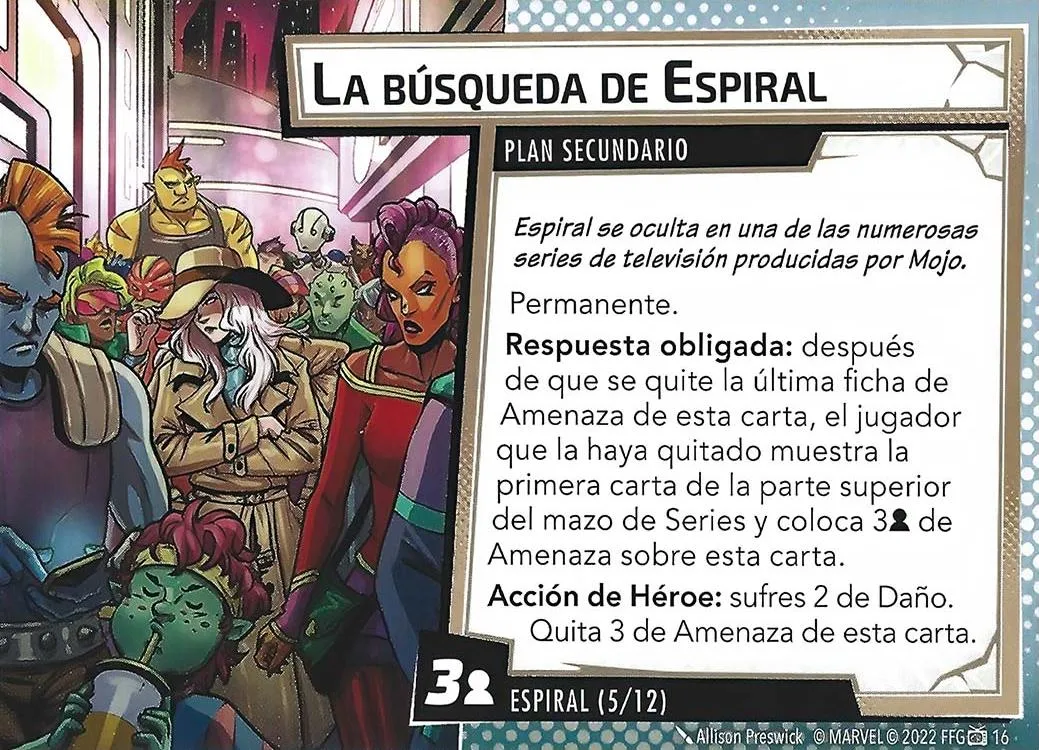 LA BÚSQUEDA DE ESPIRAL
PLAN SECUNDARIO
Espiral se oculta en una de las numerosas
series de televisión producidas por Mojo.
Permanente.
Respuesta obligada: después
de que se quite la última ficha de
Amenaza de esta carta, el jugador
que la haya quitado muestra la
primera carta de la parte superior
del mazo de Series y coloca 3 de
Amenaza sobre esta carta.
Acción de Héroe: sufres 2 de Daño.
Quita 3 de Amenaza de esta carta.
3
ESPIRAL (5/12)
Allison Preswick © MARVEL © 2022 FFG 16